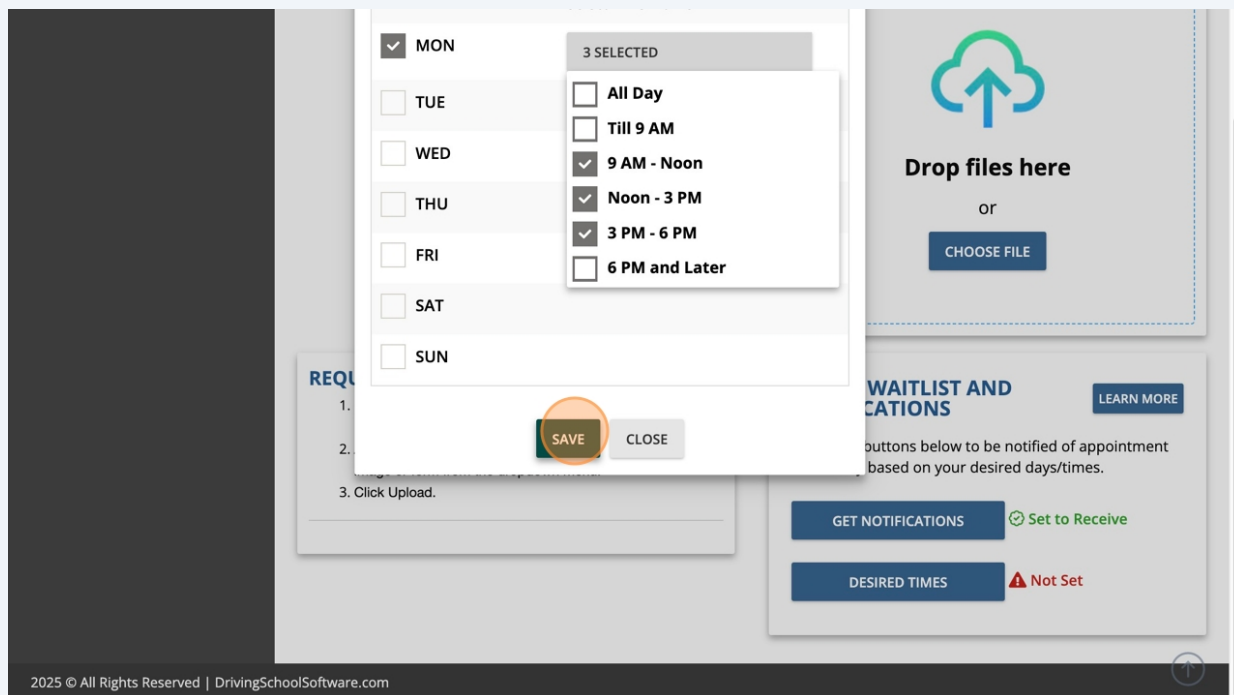 MON
3 SELECTED
All Day
Till 9 AM
9 AM - Noon
Noon - 3 PM
3 PM - 6 PM
6 PM and Later
TUE
WED
THU
FRI
SAT
SUN
SAVE
CLOSE
Drop files here
or
CHOOSE FILE
REQU
1.
2.
3. Click Upload.
WAITLIST AND
CATIONS
LEARN MORE
buttons below to be notified of appointment
based on your desired days/times.
GET NOTIFICATIONS
Set to Receive
DESIRED TIMES
Not Set
2025 © All Rights Reserved | DrivingSchoolSoftware.com